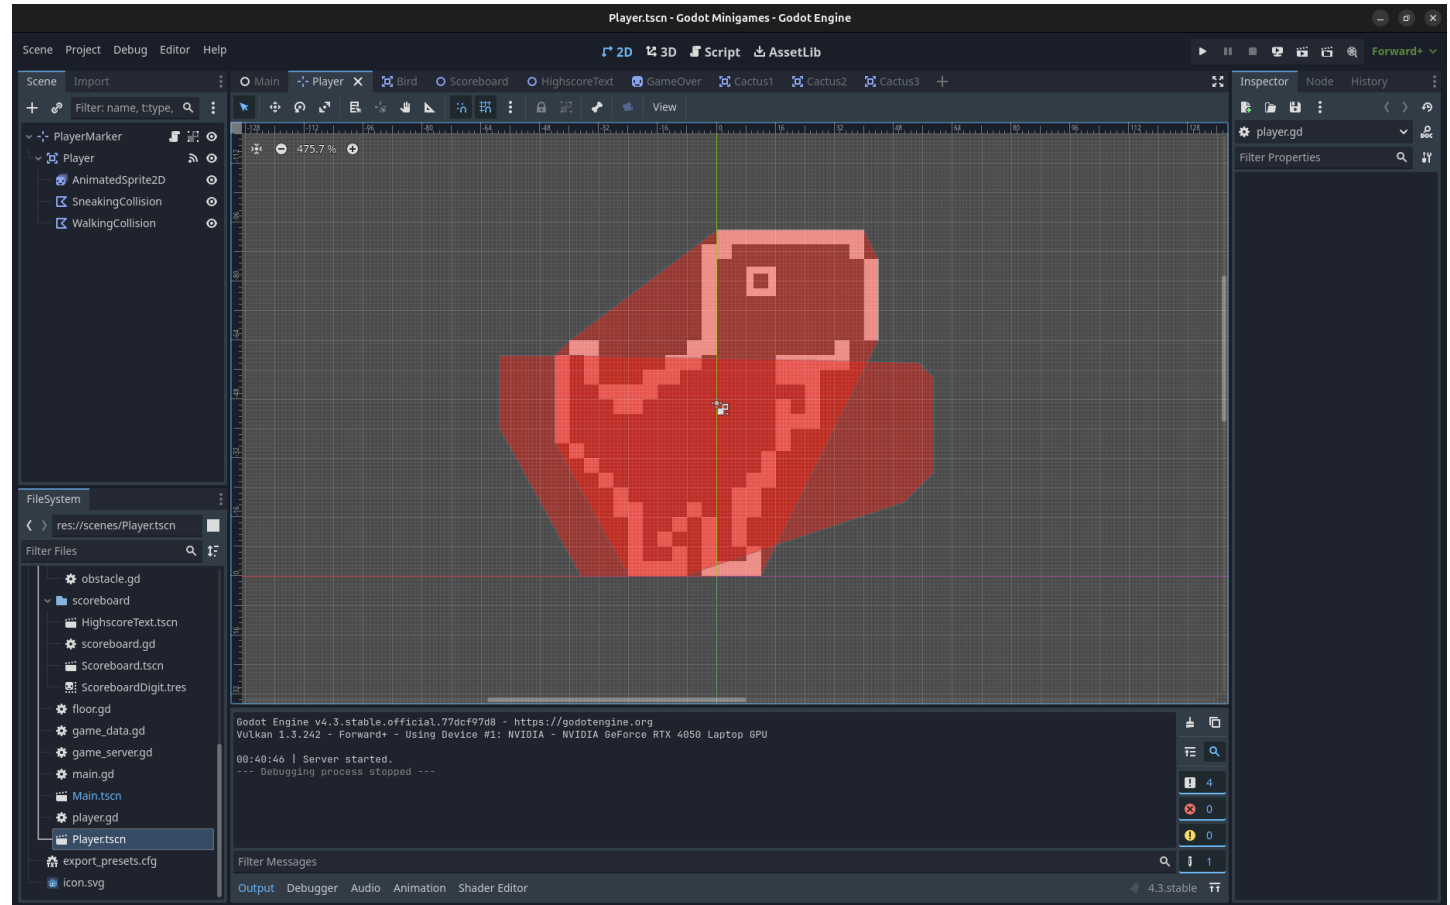 Player.tscn - Godot Minigames - Godot Engine
Scene Project Debug Editor Help
2D 3D Script AssetLib
Forward+
Scene Import
Main Player Bird Scoreboard HighscoreText GameOver Cactus1 Cactus2 Cactus3
Inspector Node History
Filter: name, t:type,
View
PlayerMarker
Player
AnimatedSprite2D
SneakingCollision
WalkingCollision
475.7 %
player.gd
DOC
Filter Properties
FileSystem
res://scenes/Player.tscn
Filter Files
obstacle.gd
scoreboard
HighscoreText.tscn
scoreboard.gd
Scoreboard.tscn
ScoreboardDigit.tres
floor.gd
game_data.gd
game_server.gd
main.gd
Main.tscn
player.gd
Player.tscn
export_presets.cfg
icon.svg
Godot Engine v4.3.stable.official.77dcf97d8 - https://godotengine.org
Vulkan 1.3.242 - Forward+ - Using Device #1: NVIDIA - NVIDIA GeForce RTX 4050 Laptop GPU
00:40:46 | Server started.
--- Debugging process stopped ---
4
0
0
1
Filter Messages
Output Debugger Audio Animation Shader Editor
4.3.stable